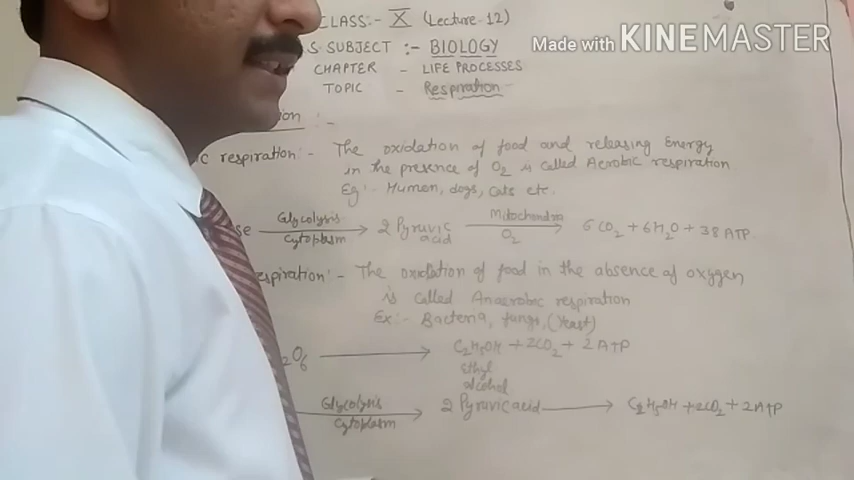 CLASS:- X (Lecture-12)
Made with KINEMASTER
S SUBJECT :- BIOLOGY
CHAPTER - LIFE PROCESSES
TOPIC - Respiration
ion :-
c respiration:- The oxidation of food and releasing Energy
in the presence of O2 is called Aerobic respiration
Eg:- Human, dogs, cats etc.
se Glycolysis Cytoplasm 2 Pyruvic acid Mitochondria O2 6CO2 + 6H2O + 38 ATP
espiration:- The oxidation of food in the absence of oxygen
is called Anaerobic respiration
Ex:- Bacteria, fungi, (Yeast)
2O6 C2H5OH + 2CO2 + 2 ATP
Ethyl
alcohol
Glycolysis Cytoplasm 2 Pyruvic acid C2H5OH + 2CO2 + 2ATP